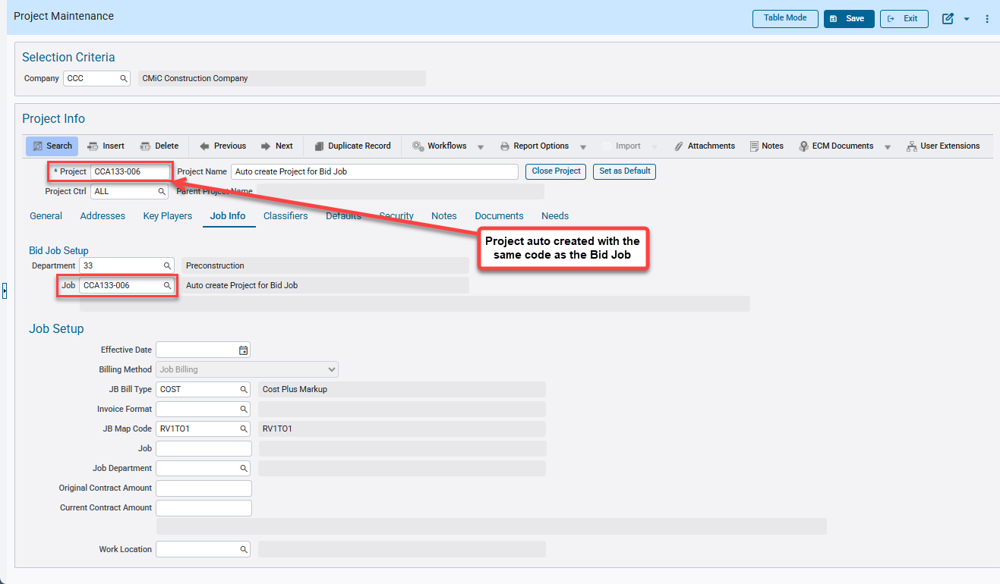 Project Maintenance
Table Mode Save Exit
Selection Criteria
Company CCC CMiC Construction Company
Project Info
Search Insert Delete Previous Next Duplicate Record Workflows Report Options Import Attachments Notes ECM Documents User Extensions
* Project CCA133-006 Project Name Auto create Project for Bid Job Close Project Set as Default
Project Ctrl ALL Parent Project Name
General Addresses Key Players Job Info Classifiers Defaults Security Notes Documents Needs
Project auto created with the
same code as the Bid Job
Bid Job Setup
Department 33 Preconstruction
Job CCA133-006 Auto create Project for Bid Job
Job Setup
Effective Date
Billing Method Job Billing
JB Bill Type COST Cost Plus Markup
Invoice Format
JB Map Code RV1TO1 RV1TO1
Job
Job Department
Original Contract Amount
Current Contract Amount
Work Location